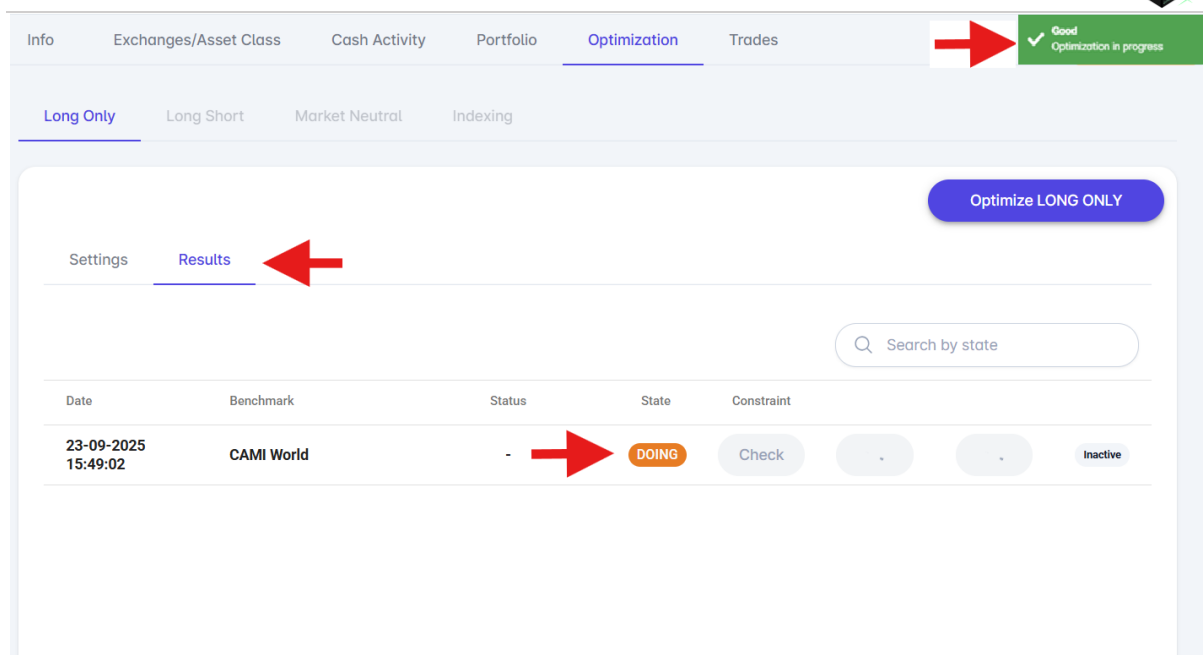 Info Exchanges/Asset Class Cash Activity Portfolio Optimization Trades
Good
Optimization in progress
Long Only Long Short Market Neutral Indexing
Optimize LONG ONLY
Settings Results
Search by state
Date Benchmark Status State Constraint
23-09-2025
15:49:02
CAMI World - DOING Check . . Inactive